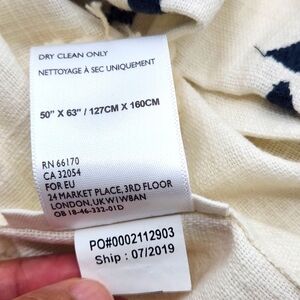 DRY CLEAN ONLY
NETTOYAGE À SEC UNIQUEMENT
50" X 63" / 127CM X 160CM
RN 66170
CA 32054
FOR EU
24 MARKET PLACE, 3RD FLOOR
LONDON, UK W1W8AN
OB 18-46-332-01D
PO#0002112903
Ship : 07/2019